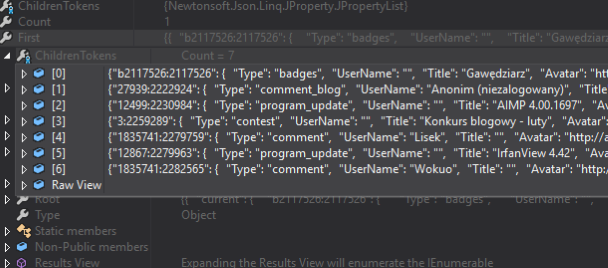 ChildrenTokens {Newtonsoft.Json.Linq.JProperty.JPropertyList}
Count 1
First {{ "b2117526:2117526": { "Type": "badges", "UserName": "", "Title": "Gawędziarz
ChildrenTokens Count = 7
[0] {"b2117526:2117526": { "Type": "badges", "UserName": "", "Title": "Gawędziarz", "Avatar": "htt
[1] {"27939:2222924": { "Type": "comment_blog", "UserName": "Anonim (niezalogowany)", "Title":
[2] {"12499:2230984": { "Type": "program_update", "UserName": "", "Title": "AIMP 4.00.1697", "Ava
[3] {"3:2259289": { "Type": "contest", "UserName": "", "Title": "Konkurs blogowy - luty", "Avatar":
[4] {"1835741:2279759": { "Type": "comment", "UserName": "Lisek", "Title": "", "Avatar": "http://a
[5] {"12867:2279963": { "Type": "program_update", "UserName": "", "Title": "IrfanView 4.42", "Avat
[6] {"1835741:2282565": { "Type": "comment", "UserName": "Wokuo", "Title": "", "Avatar": "http:/
Raw View
Root {{ "current": { "b2117526:2117526": { "Type": "badges", "UserName": "",
Type Object
Static members
Non-Public members
Results View Expanding the Results View will enumerate the IEnumerable